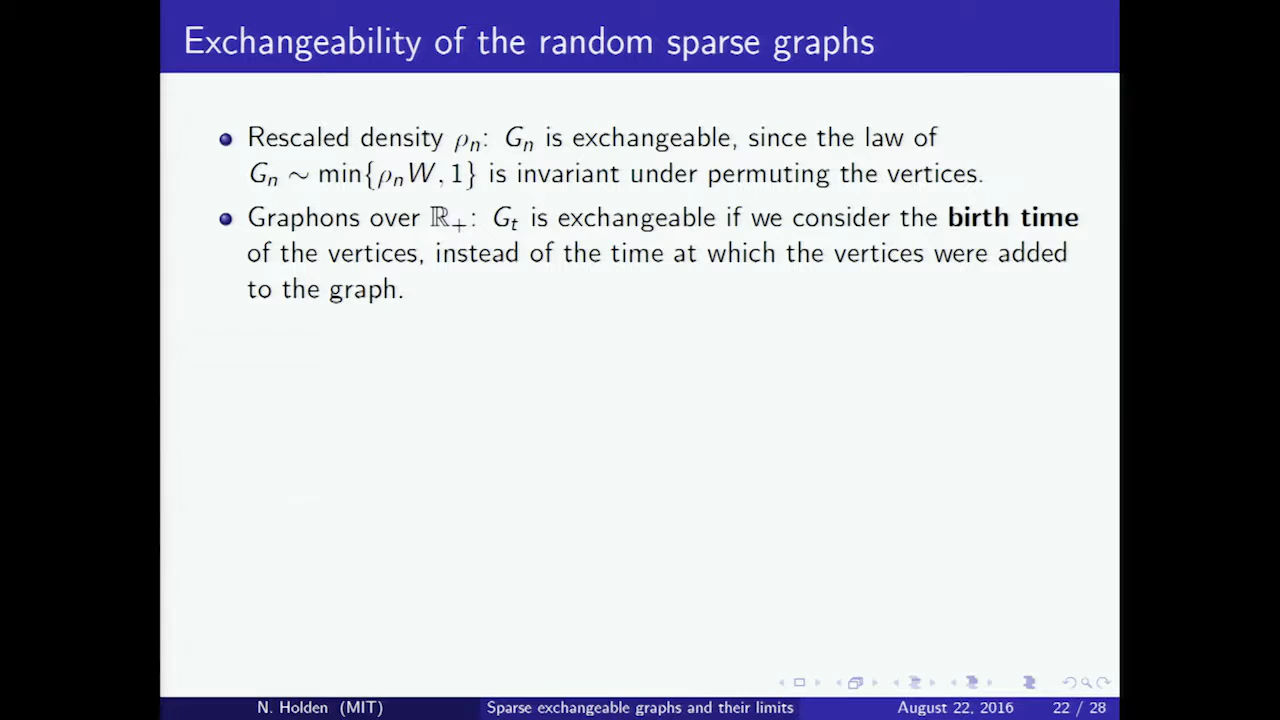 Exchangeability of the random sparse graphs
Rescaled density ρₙ: Gₙ is exchangeable, since the law of
Gₙ ∼ min{ρₙW, 1} is invariant under permuting the vertices.
Graphons over ℝ₊: Gₜ is exchangeable if we consider the birth time
of the vertices, instead of the time at which the vertices were added
to the graph.
N. Holden (MIT) Sparse exchangeable graphs and their limits August 22, 2016 22 / 28